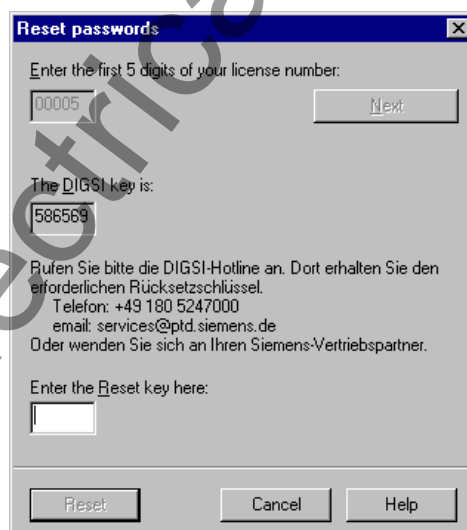 Reset passwords
Enter the first 5 digits of your license number:
00005
Next
The DIGSI key is:
586569
Rufen Sie bitte die DIGSI-Hotline an. Dort erhalten Sie den
erforderlichen Rücksetzschlüssel.
Telefon: +49 180 5247000
email: services@ptd.siemens.de
Oder wenden Sie sich an Ihren Siemens-Vertriebspartner.
Enter the Reset key here:
Reset
Cancel
Help